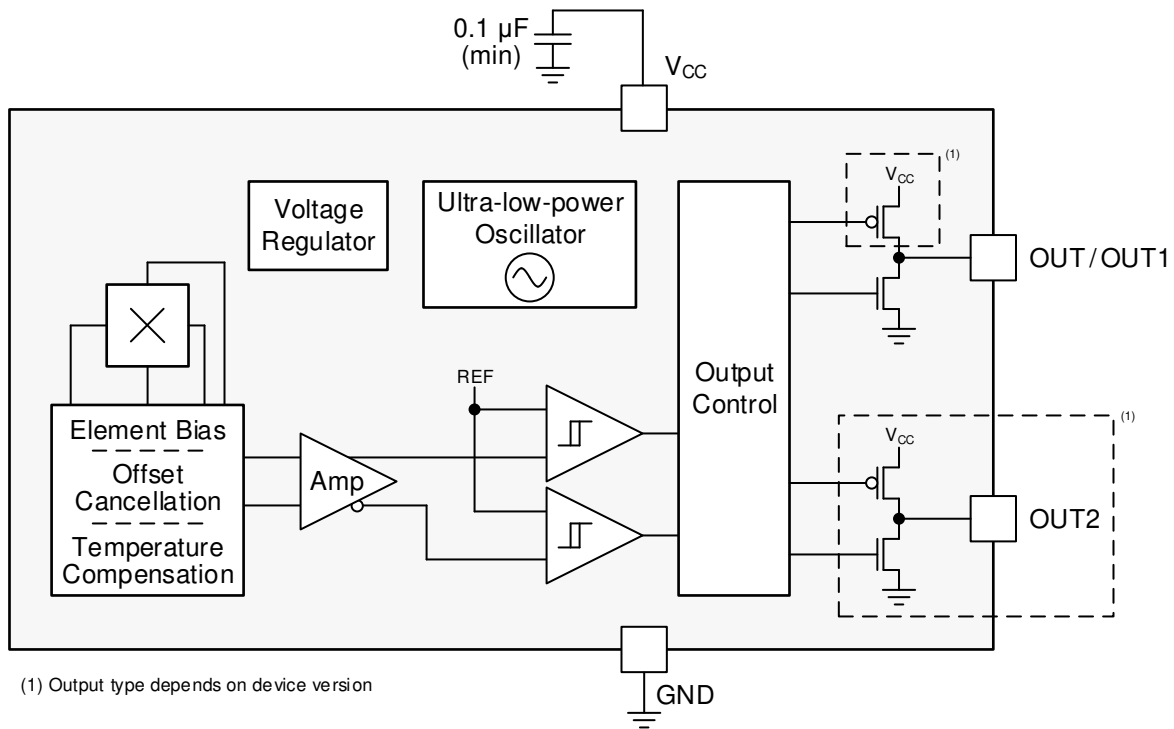 0.1 µF
(min)
VCC
(1)
VCC
Voltage
Regulator
Ultra-low-power
Oscillator
OUT/OUT1
REF
Output
Control
Element Bias
Offset
Cancellation
Temperature
Compensation
Amp
(1)
VCC
OUT2
(1) Output type depends on device version
GND